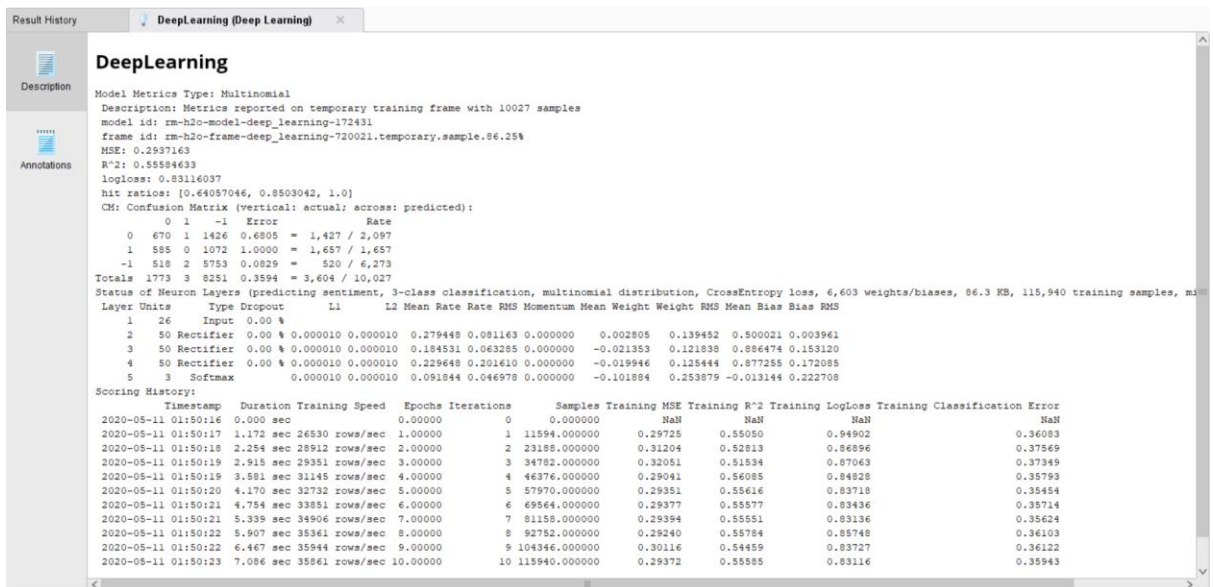 Result History
DeepLearning (Deep Learning)
Description
Annotations
DeepLearning
Model Metrics Type: Multinomial
Description: Metrics reported on temporary training frame with 10027 samples
model id: rm-h2o-model-deep_learning-172431
frame id: rm-h2o-frame-deep_learning-720021.temporary.sample.86.25%
MSE: 0.2937163
R^2: 0.55584633
logloss: 0.83116037
hit ratios: [0.64057046, 0.8503042, 1.0]
CM: Confusion Matrix (vertical: actual; across: predicted):
0 1 -1 Error Rate
0 670 1 1426 0.6805 = 1,427 / 2,097
1 585 0 1072 1.0000 = 1,657 / 1,657
-1 518 2 5753 0.0829 = 520 / 6,273
Totals 1773 3 8251 0.3594 = 3,604 / 10,027
Status of Neuron Layers (predicting sentiment, 3-class classification, multinomial distribution, CrossEntropy loss, 6,603 weights/biases, 86.3 KB, 115,940 training samples, mi
Layer Units Type Dropout L1 L2 Mean Rate Rate RMS Momentum Mean Weight Weight RMS Mean Bias Bias RMS
1 26 Input 0.00 %
2 50 Rectifier 0.00 % 0.000010 0.000010 0.279448 0.081163 0.000000 0.002805 0.139452 0.500021 0.003961
3 50 Rectifier 0.00 % 0.000010 0.000010 0.184531 0.063285 0.000000 -0.021353 0.121838 0.886474 0.153120
4 50 Rectifier 0.00 % 0.000010 0.000010 0.229648 0.201610 0.000000 -0.019946 0.125444 0.877255 0.172085
5 3 Softmax 0.000010 0.000010 0.091844 0.046978 0.000000 -0.101884 0.253879 -0.013144 0.222708
Scoring History:
Timestamp Duration Training Speed Epochs Iterations Samples Training MSE Training R^2 Training LogLoss Training Classification Error
2020-05-11 01:50:16 0.000 sec 0.00000 0 0.000000 NaN NaN NaN NaN
2020-05-11 01:50:17 1.172 sec 26530 rows/sec 1.00000 1 11594.000000 0.29725 0.55050 0.94902 0.36083
2020-05-11 01:50:18 2.254 sec 28912 rows/sec 2.00000 2 23188.000000 0.31204 0.52813 0.86896 0.37569
2020-05-11 01:50:19 2.915 sec 29351 rows/sec 3.00000 3 34782.000000 0.32051 0.51534 0.87063 0.37349
2020-05-11 01:50:19 3.581 sec 31145 rows/sec 4.00000 4 46376.000000 0.29041 0.56085 0.84828 0.35793
2020-05-11 01:50:20 4.170 sec 32732 rows/sec 5.00000 5 57970.000000 0.29351 0.55616 0.83718 0.35454
2020-05-11 01:50:21 4.754 sec 33851 rows/sec 6.00000 6 69564.000000 0.29377 0.55577 0.83436 0.35714
2020-05-11 01:50:21 5.339 sec 34906 rows/sec 7.00000 7 81158.000000 0.29394 0.55551 0.83136 0.35624
2020-05-11 01:50:22 5.907 sec 35361 rows/sec 8.00000 8 92752.000000 0.29240 0.55784 0.85748 0.36103
2020-05-11 01:50:22 6.467 sec 35944 rows/sec 9.00000 9 104346.000000 0.30116 0.54459 0.83727 0.36122
2020-05-11 01:50:23 7.086 sec 35861 rows/sec 10.00000 10 115940.000000 0.29372 0.55585 0.83116 0.35943